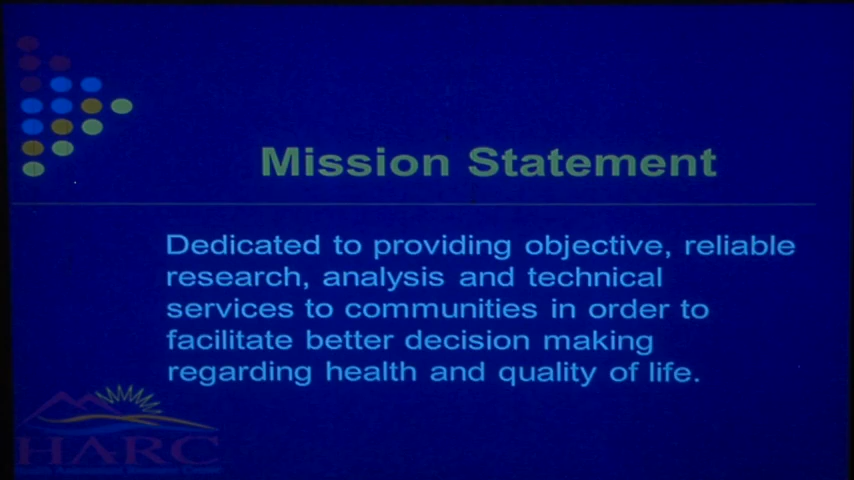 Mission Statement
Dedicated to providing objective, reliable
research, analysis and technical
services to communities in order to
facilitate better decision making
regarding health and quality of life.
HARC